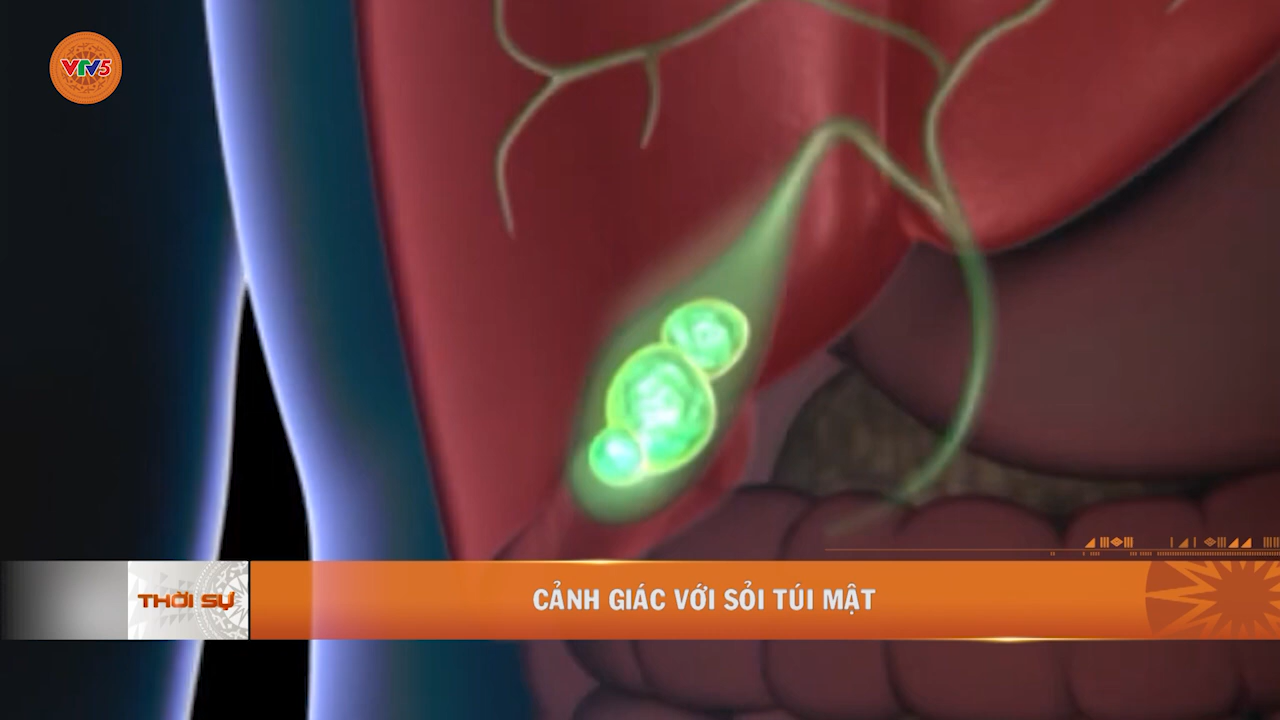 VTV5
THỜI SỰ
CẢNH GIÁC VỚI SỎI TÚI MẬT